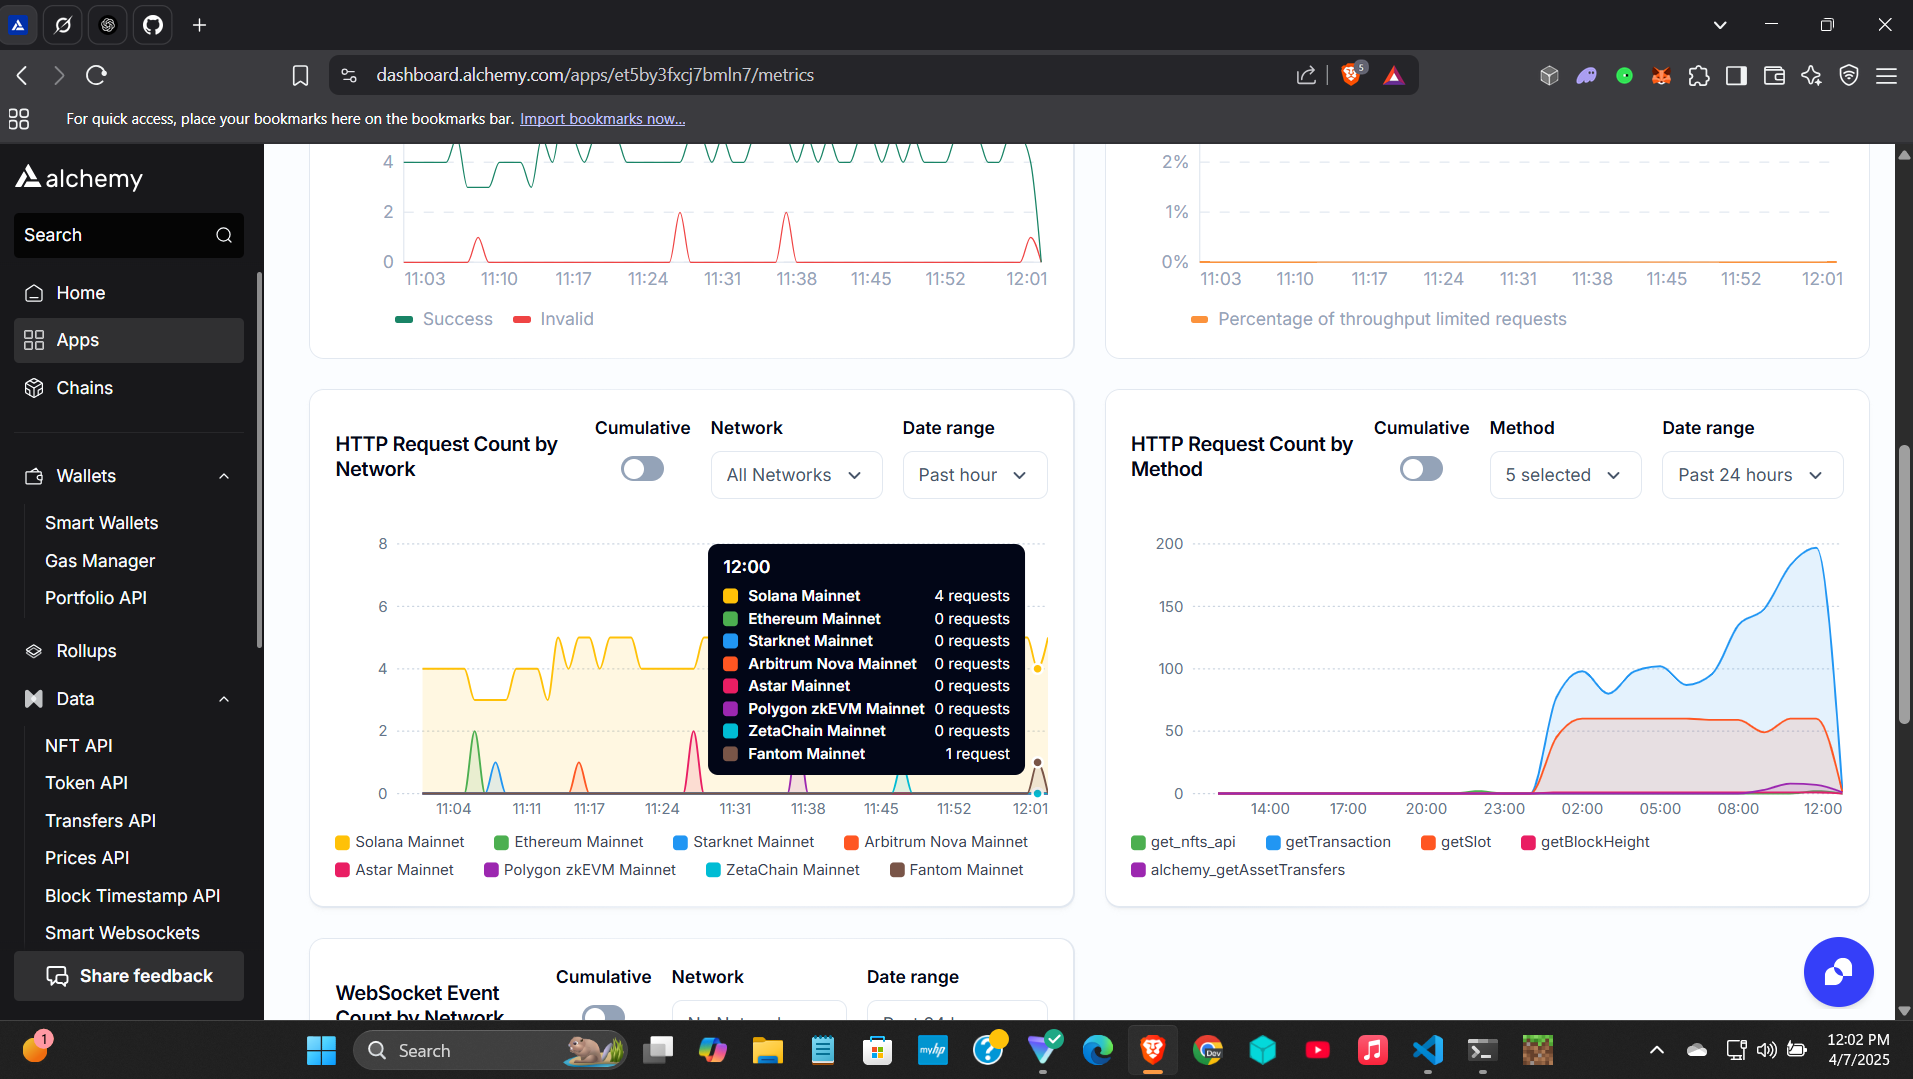 dashboard.alchemy.com/apps/et5by3fxcj7bmln7/metrics
5
For quick access, place your bookmarks here on the bookmarks bar. Import bookmarks now...
alchemy
Search
Home
Apps
Chains
Wallets
Smart Wallets
Gas Manager
Portfolio API
Rollups
Data
NFT API
Token API
Transfers API
Prices API
Block Timestamp API
Smart Websockets
Share feedback
4
2
0
11:03 11:10 11:17 11:24 11:31 11:38 11:45 11:52 12:01
Success Invalid
2%
1%
0%
11:03 11:10 11:17 11:24 11:31 11:38 11:45 11:52 12:01
Percentage of throughput limited requests
HTTP Request Count by
Network
Cumulative Network Date range
All Networks Past hour
8
6
4
2
0
12:00
Solana Mainnet 4 requests
Ethereum Mainnet 0 requests
Starknet Mainnet 0 requests
Arbitrum Nova Mainnet 0 requests
Astar Mainnet 0 requests
Polygon zkEVM Mainnet 0 requests
ZetaChain Mainnet 0 requests
Fantom Mainnet 1 request
11:04 11:11 11:17 11:24 11:31 11:38 11:45 11:52 12:01
Solana Mainnet Ethereum Mainnet Starknet Mainnet Arbitrum Nova Mainnet
Astar Mainnet Polygon zkEVM Mainnet ZetaChain Mainnet Fantom Mainnet
HTTP Request Count by
Method
Cumulative Method Date range
5 selected Past 24 hours
200
150
100
50
0
14:00 17:00 20:00 23:00 02:00 05:00 08:00 12:00
get_nfts_api getTransaction getSlot getBlockHeight
alchemy_getAssetTransfers
WebSocket Event
Count by Network
Cumulative Network Date range
1
Search
myhp
Dev
12:02 PM
4/7/2025